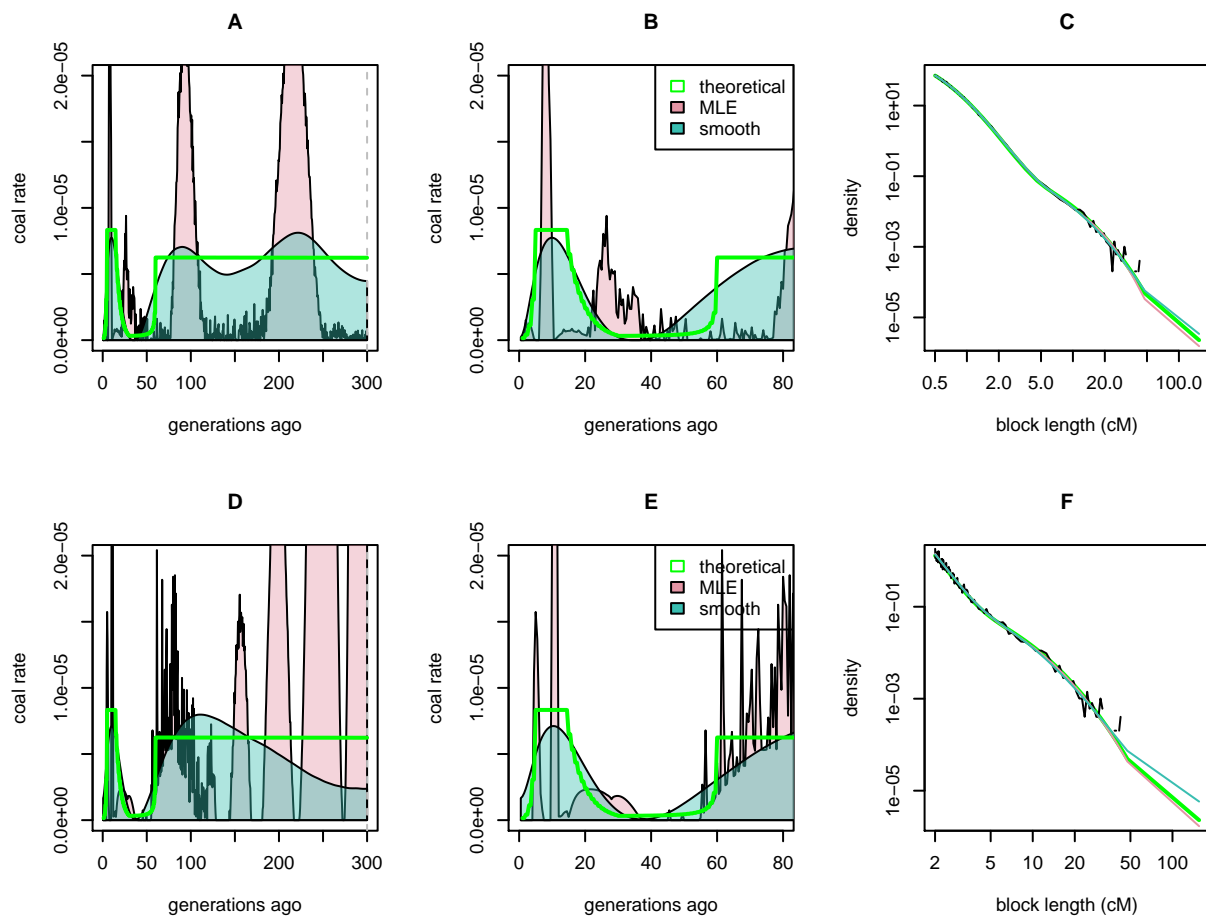 A
B
C
2.0e−05
1.0e−05
0.0e+00
coal rate
0 50 100 150 200 250 300
generations ago
2.0e−05
1.0e−05
0.0e+00
coal rate
theoretical
MLE
smooth
0 20 40 60 80
generations ago
1e+01
1e−01
1e−03
1e−05
density
0.5 2.0 5.0 20.0 100.0
block length (cM)
D
E
F
2.0e−05
1.0e−05
0.0e+00
coal rate
0 50 100 200 300
generations ago
2.0e−05
1.0e−05
0.0e+00
coal rate
theoretical
MLE
smooth
0 20 40 60 80
generations ago
1e−01
1e−03
1e−05
density
2 5 10 20 50 100
block length (cM)